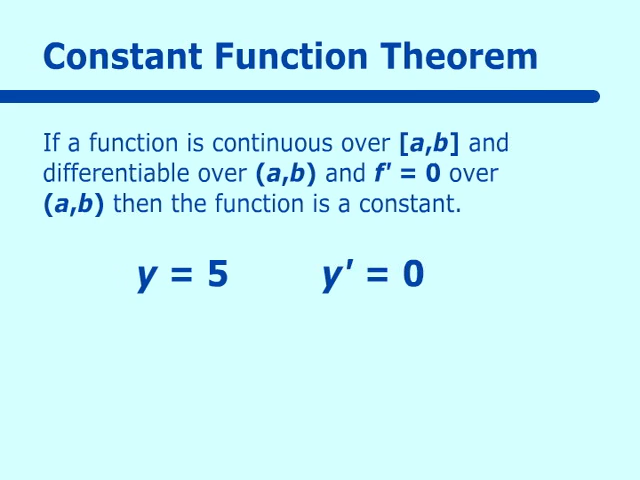 Constant Function Theorem
If a function is continuous over [a,b] and
differentiable over (a,b) and f' = 0 over
(a,b) then the function is a constant.
y = 5 y' = 0